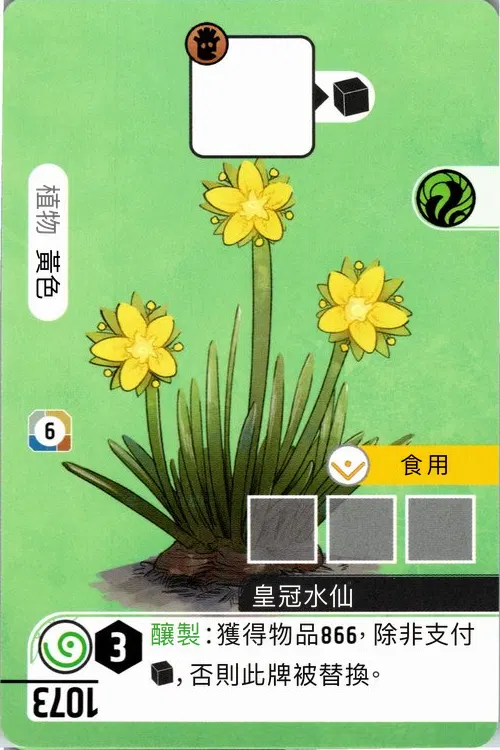 植物 黃色
6
食用
皇冠水仙
釀製：獲得物品866，除非支付
，否則此牌被替換。
3
1073